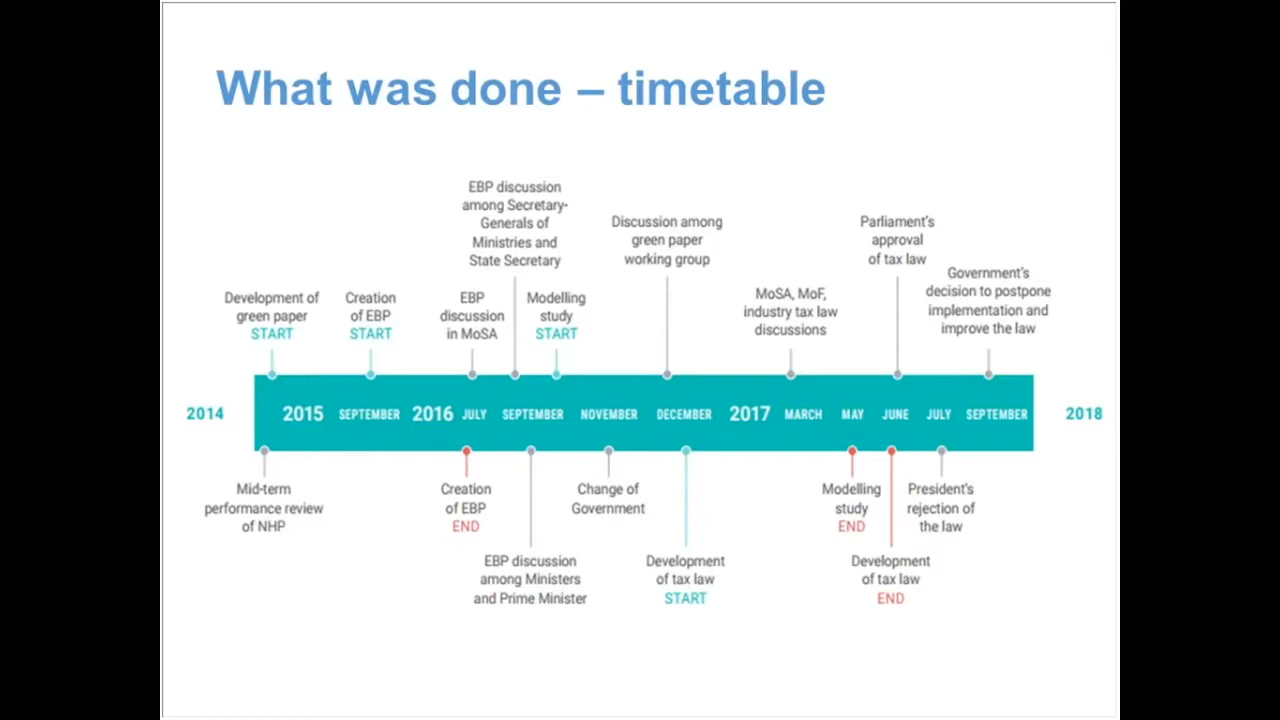 What was done – timetable
EBP discussion
among Secretary-
Generals of
Ministries and
State Secretary
Discussion among
green paper
working group
Parliament's
approval
of tax law
Government's
decision to postpone
implementation and
improve the law
Development of
green paper
START
Creation
of EBP
START
EBP
discussion
in MoSA
Modelling
study
START
MoSA, MoF,
industry tax law
discussions
2014 2015 SEPTEMBER 2016 JULY SEPTEMBER NOVEMBER DECEMBER 2017 MARCH MAY JUNE JULY SEPTEMBER 2018
Mid-term
performance review
of NHP
Creation
of EBP
END
Change of
Government
Modelling
study
END
President's
rejection of
the law
EBP discussion
among Ministers
and Prime Minister
Development
of tax law
START
Development
of tax law
END